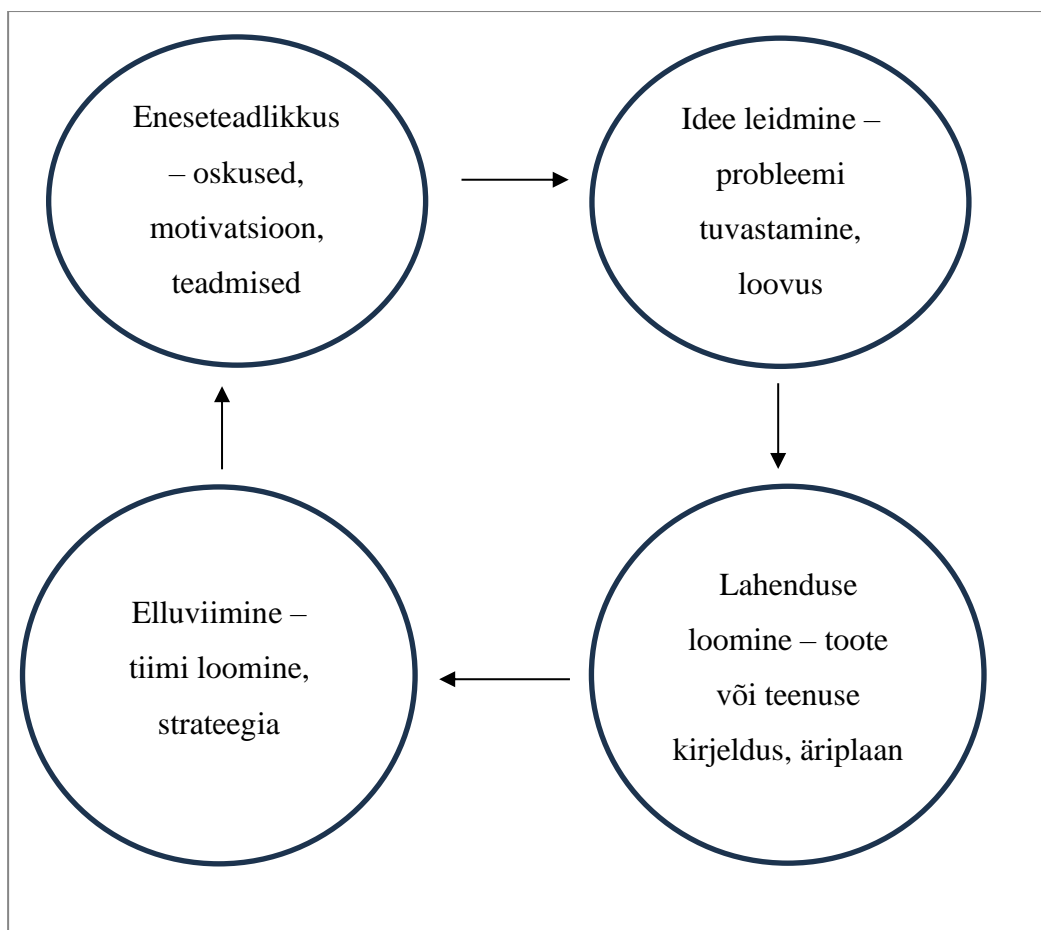 Eneseteadlikkus
– oskused,
motivatsioon,
teadmised
Idee leidmine –
probleemi
tuvastamine,
loovus
Lahenduse
loomine – toote
või teenuse
kirjeldus, äriplaan
Elluviimine –
tiimi loomine,
strateegia